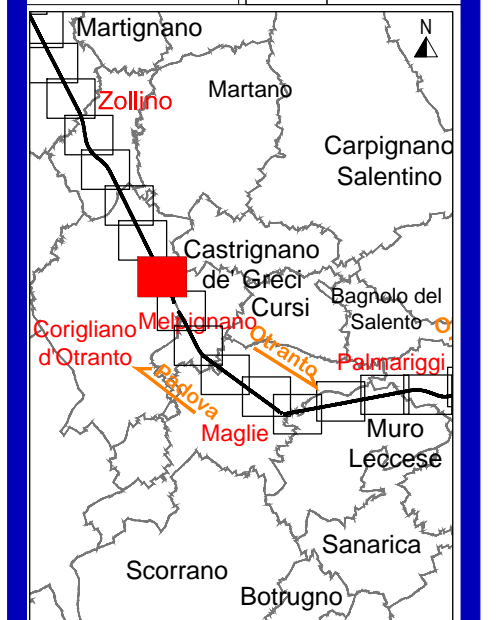 Martignano
N
Martano
Zollino
Carpignano
Salentino
Castrignano
de' Greci
Cursi
Bagnolo del
Salento
O.
Melpignano
Corigliano
d'Otranto
Otranto
Palmariggi
Padova
Maglie
Muro
Leccese
Sanarica
Scorrano
Botrugno